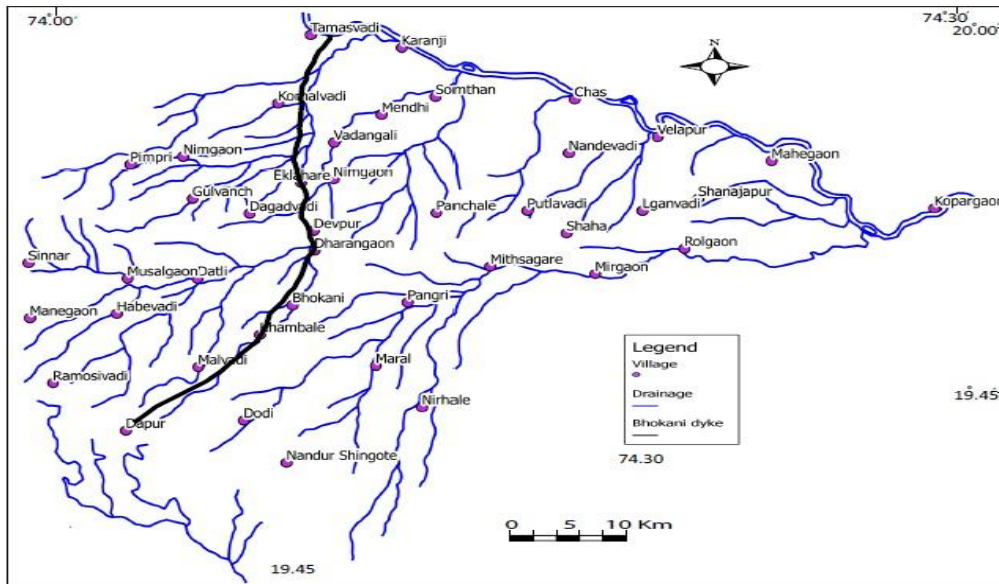 74°00'
74°30'
20.00°
Tamasvadi
Karanji
N
Somthan
Chas
Komalvadi
Mendhi
Velapur
Vadangali
Nandevadi
Mahegaon
Pimpri
Nimgaon
Eklahare
Nimgaon
Gulvanch
Shanajapur
Dagadvadi
Panchale
Putlavadi
Lganvadi
Kopargaon
Devpur
Shaha
Dharangaon
Rolgaon
Sinnar
Musalgaon
Datli
Mithsagare
Mirgaon
Manegaon
Habevadi
Bhokani
Pangri
Khambale
Legend
Village
Malvadi
Maral
Ramosivadi
Drainage
19.45°
Nirhale
Bhokani dyke
Dapur
Dodi
74.30
Nandur Shingote
0 5 10 Km
19.45